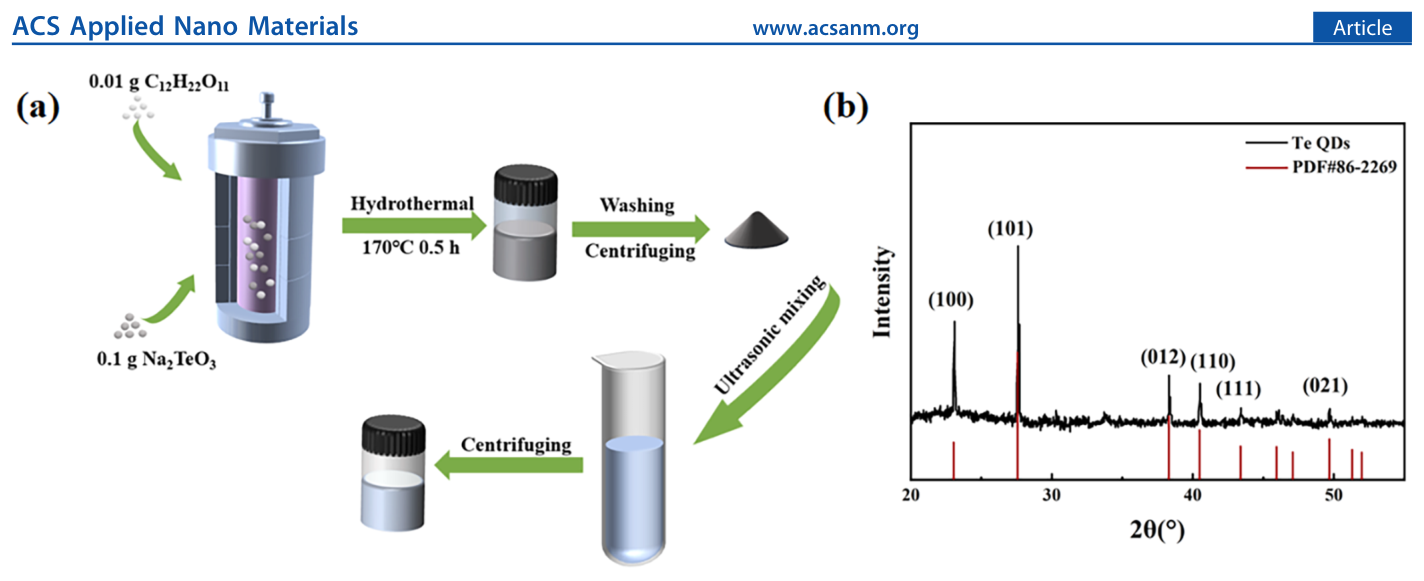 ACS Applied Nano Materials
www.acsanm.org
Article
(a)
0.01 g C₁₂H₂₂O₁₁
0.1 g Na₂TeO₃
Hydrothermal
170°C 0.5 h
Washing
Centrifuging
Ultrasonic mixing
Centrifuging
(b)
Te QDs
PDF#86-2269
Intensity
(100)
(101)
(012)
(110)
(111)
(021)
20
30
40
50
2θ(°)